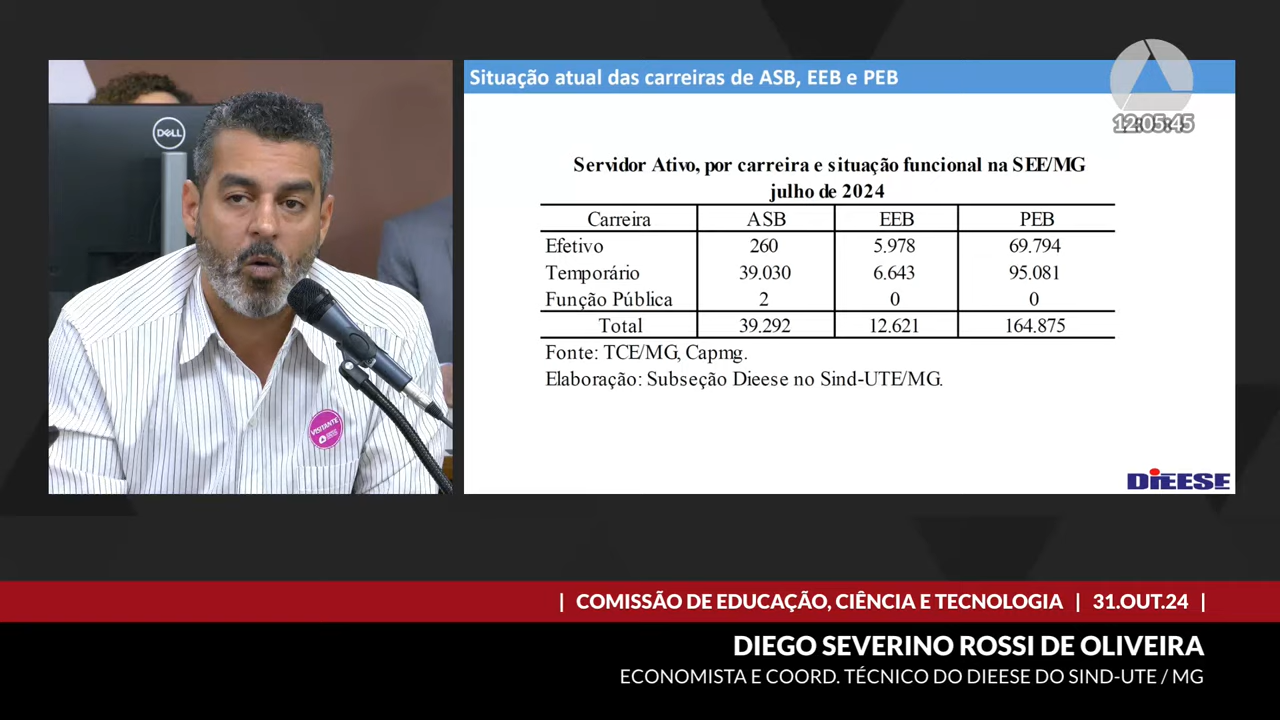 Situação atual das carreiras de ASB, EEB e PEB
12:05:45
DELL
VISITANTE
Servidor Ativo, por carreira e situação funcional na SEE/MG
julho de 2024
Carreira ASB EEB PEB
Efetivo 260 5.978 69.794
Temporário 39.030 6.643 95.081
Função Pública 2 0 0
Total 39.292 12.621 164.875
Fonte: TCE/MG, Capmg.
Elaboração: Subseção Dieese no Sind-UTE/MG.
DIEESE
| COMISSÃO DE EDUCAÇÃO, CIÊNCIA E TECNOLOGIA | 31.OUT.24 |
DIEGO SEVERINO ROSSI DE OLIVEIRA
ECONOMISTA E COORD. TÉCNICO DO DIEESE DO SIND-UTE / MG